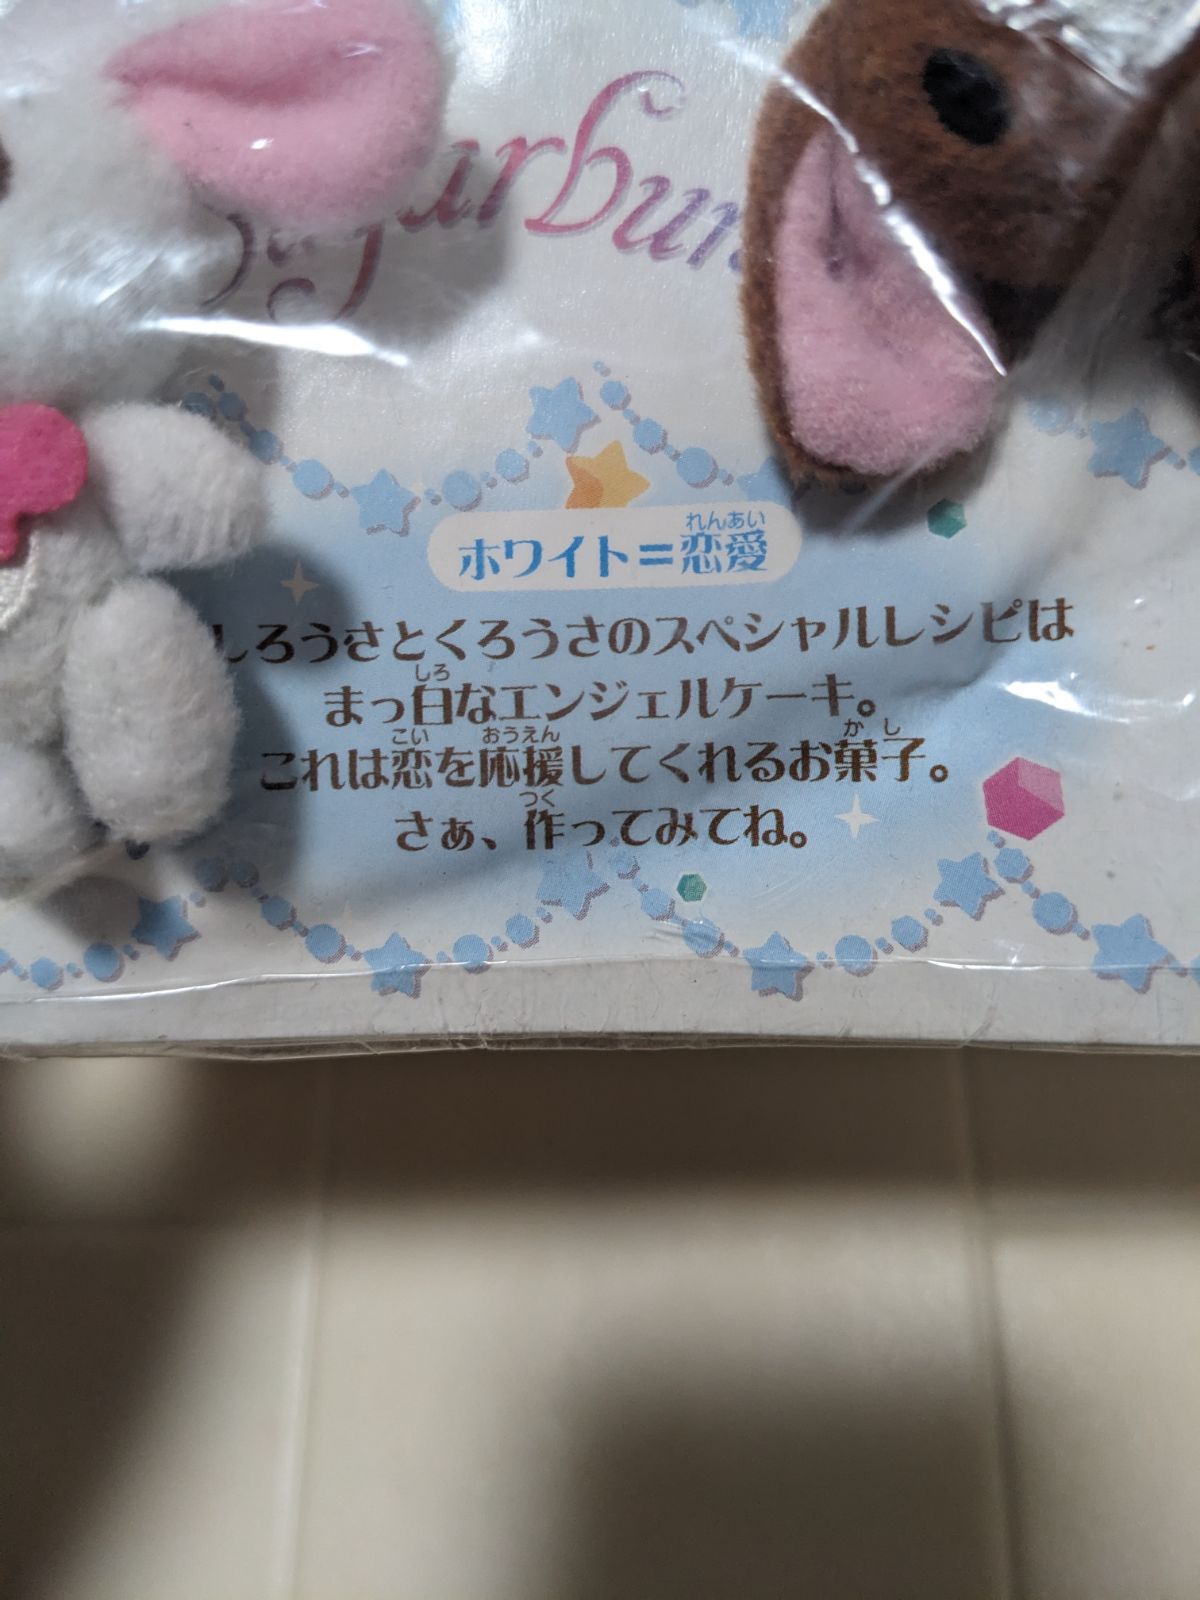 Sugarbun
ホワイト=恋愛
しろうさとくろうさのスペシャルレシピは
まっ白なエンジェルケーキ。
これは恋を応援してくれるお菓子。
さぁ、作ってみてね。